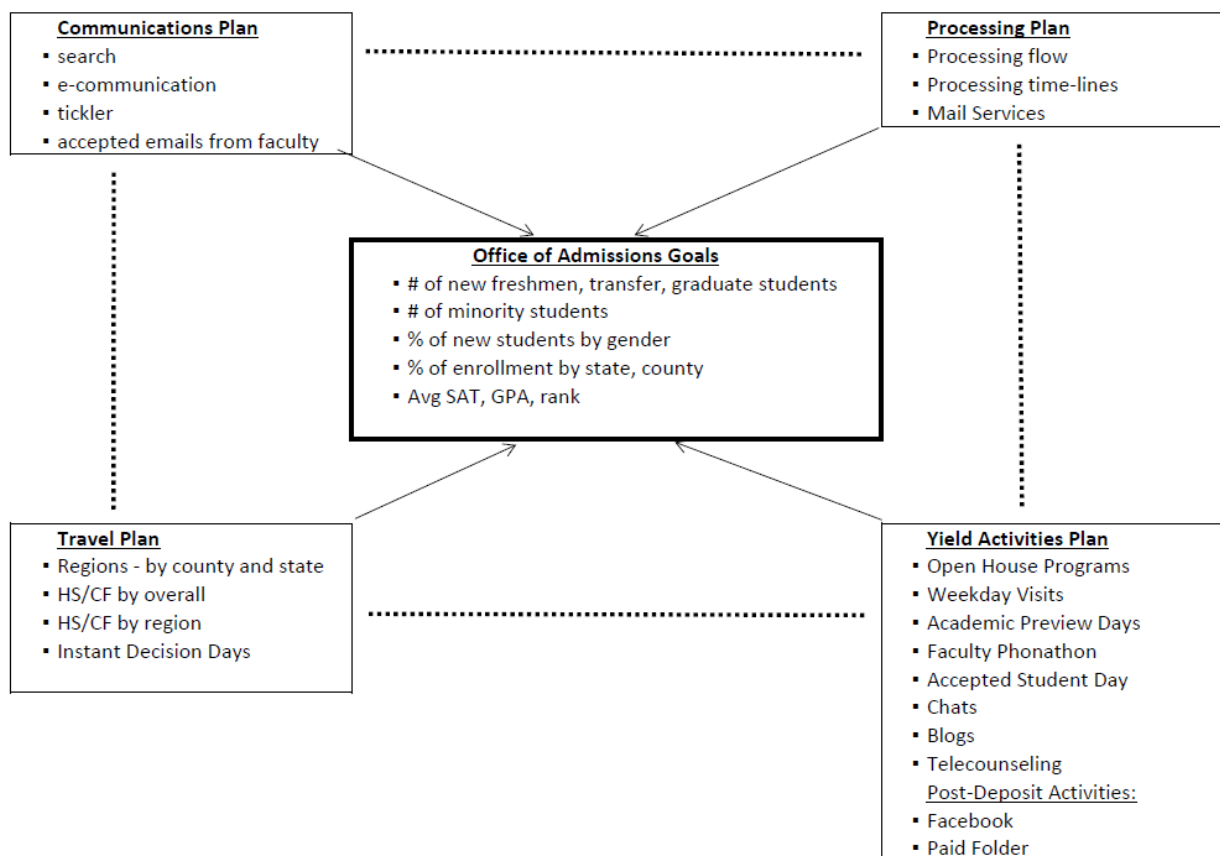 Communications Plan
▪ search
▪ e-communication
▪ tickler
▪ accepted emails from faculty
Processing Plan
▪ Processing flow
▪ Processing time-lines
▪ Mail Services
Office of Admissions Goals
▪ # of new freshmen, transfer, graduate students
▪ # of minority students
▪ % of new students by gender
▪ % of enrollment by state, county
▪ Avg SAT, GPA, rank
Travel Plan
▪ Regions - by county and state
▪ HS/CF by overall
▪ HS/CF by region
▪ Instant Decision Days
Yield Activities Plan
▪ Open House Programs
▪ Weekday Visits
▪ Academic Preview Days
▪ Faculty Phonathon
▪ Accepted Student Day
▪ Chats
▪ Blogs
▪ Telecounseling
Post-Deposit Activities:
▪ Facebook
▪ Paid Folder